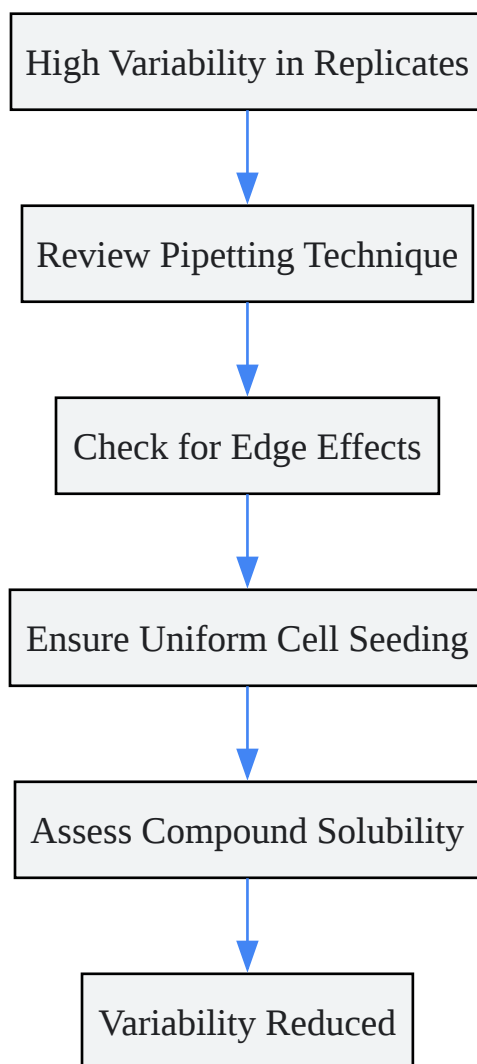 High Variability in Replicates
Review Pipetting Technique
Check for Edge Effects
Ensure Uniform Cell Seeding
Assess Compound Solubility
Variability Reduced